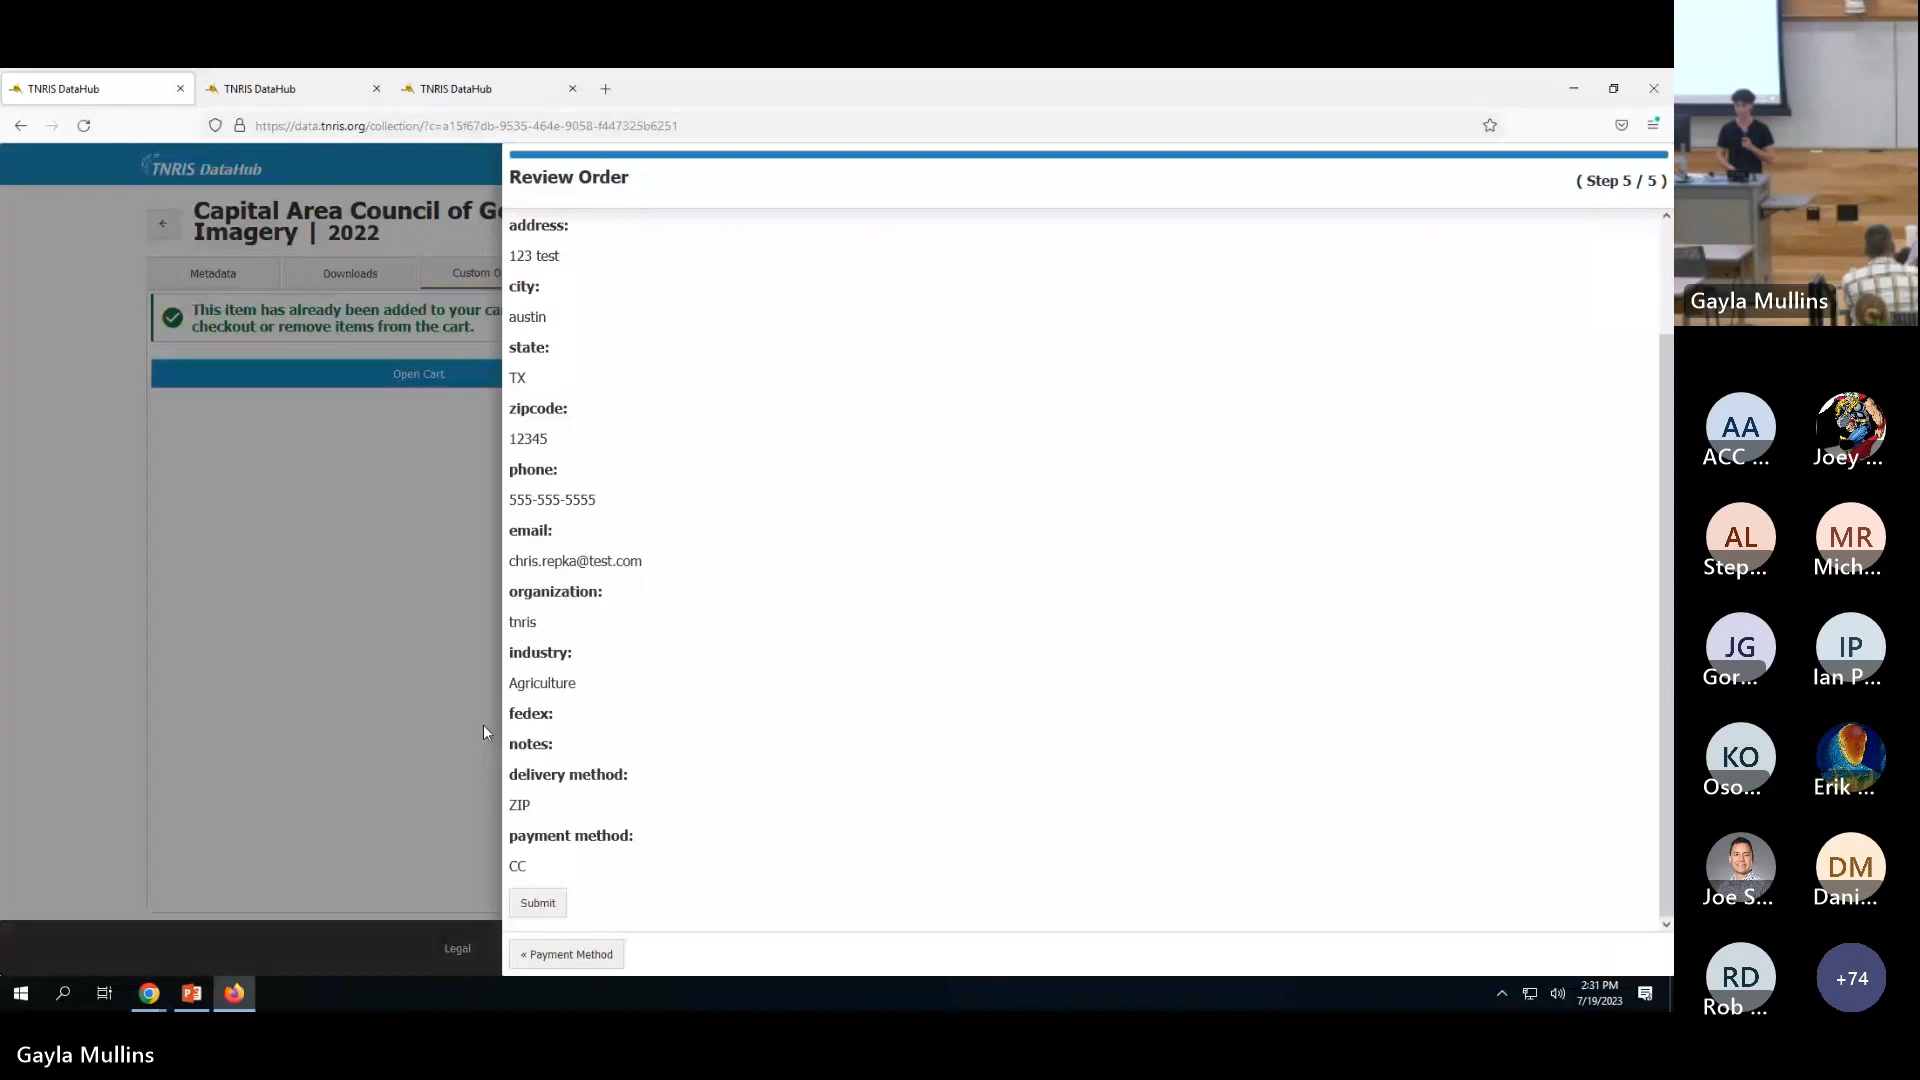 TNRIS DataHub
TNRIS DataHub
TNRIS DataHub
https://data.tnris.org/collection/?c=a15f67db-9535-464e-9058-f447325b6251
TNRIS DataHub
Capital Area Council of Go
Imagery | 2022
Metadata
Downloads
Custom O
This item has already been added to your ca
checkout or remove items from the cart.
Open Cart
Legal
Review Order
( Step 5 / 5 )
address:
123 test
city:
austin
state:
TX
zipcode:
12345
phone:
555-555-5555
email:
chris.repka@test.com
organization:
tnris
industry:
Agriculture
fedex:
notes:
delivery method:
ZIP
payment method:
CC
Submit
« Payment Method
2:31 PM
7/19/2023
Gayla Mullins
Gayla Mullins
AA
ACC ...
Joey ...
AL
Step...
MR
Mich...
JG
Gor...
IP
Ian P...
KO
Oso...
Erik ...
Joe S...
DM
Dani...
RD
Rob ...
+74